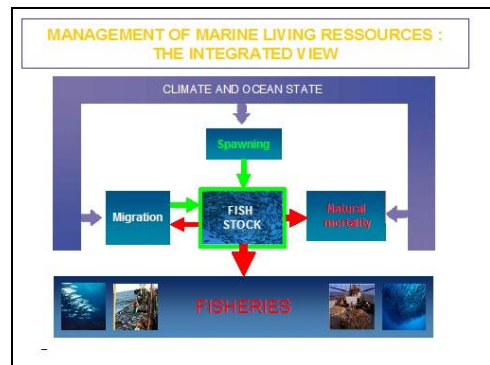 MANAGEMENT OF MARINE LIVING RESSOURCES :
THE INTEGRATED VIEW
CLIMATE AND OCEAN STATE
Spawning
Migration
FISH
STOCK
Natural
mortality
FISHERIES